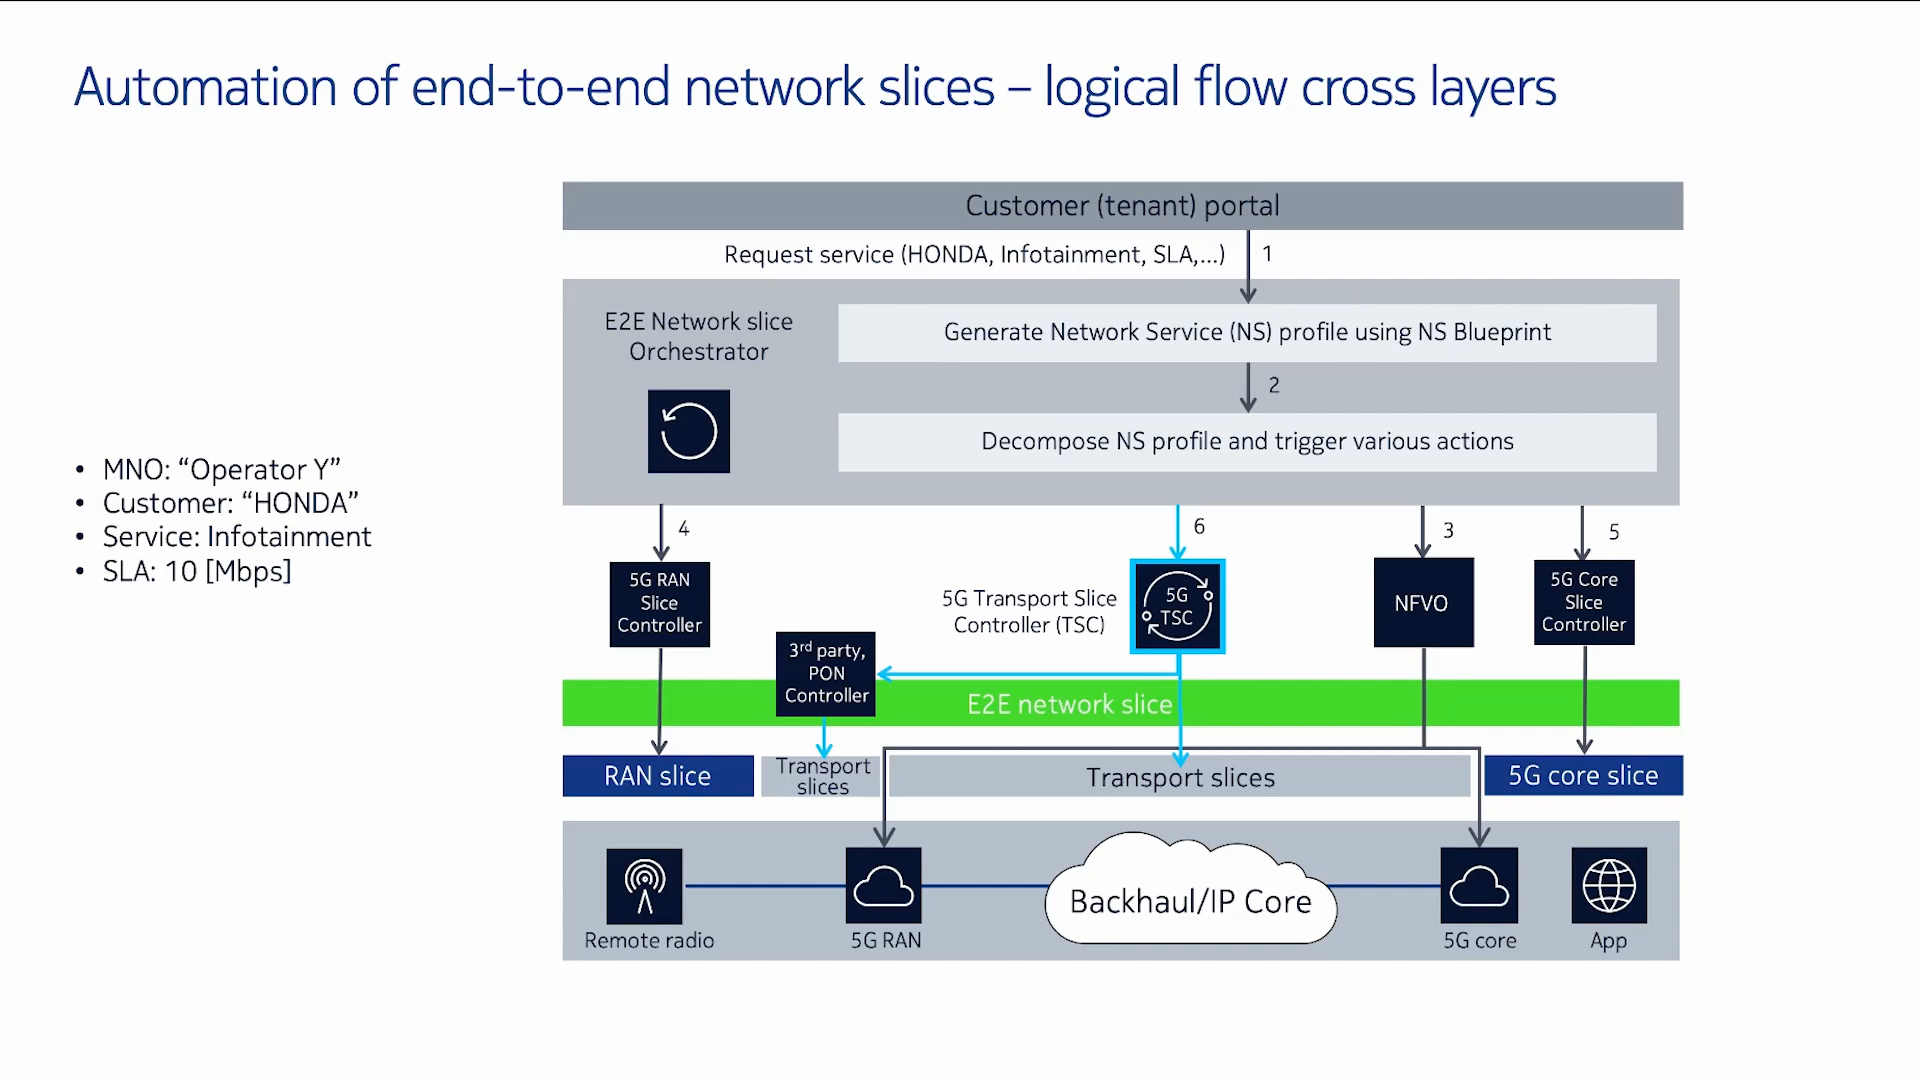 Automation of end-to-end network slices – logical flow cross layers
• MNO: “Operator Y”
• Customer: “HONDA”
• Service: Infotainment
• SLA: 10 [Mbps]
Customer (tenant) portal
Request service (HONDA, Infotainment, SLA,...)
1
E2E Network slice
Orchestrator
Generate Network Service (NS) profile using NS Blueprint
2
Decompose NS profile and trigger various actions
4
6
3
5
5G RAN
Slice
Controller
3rd party,
PON
Controller
5G Transport Slice
Controller (TSC)
5G
TSC
NFVO
5G Core
Slice
Controller
E2E network slice
RAN slice
Transport
slices
Transport slices
5G core slice
Remote radio
5G RAN
Backhaul/IP Core
5G core
App